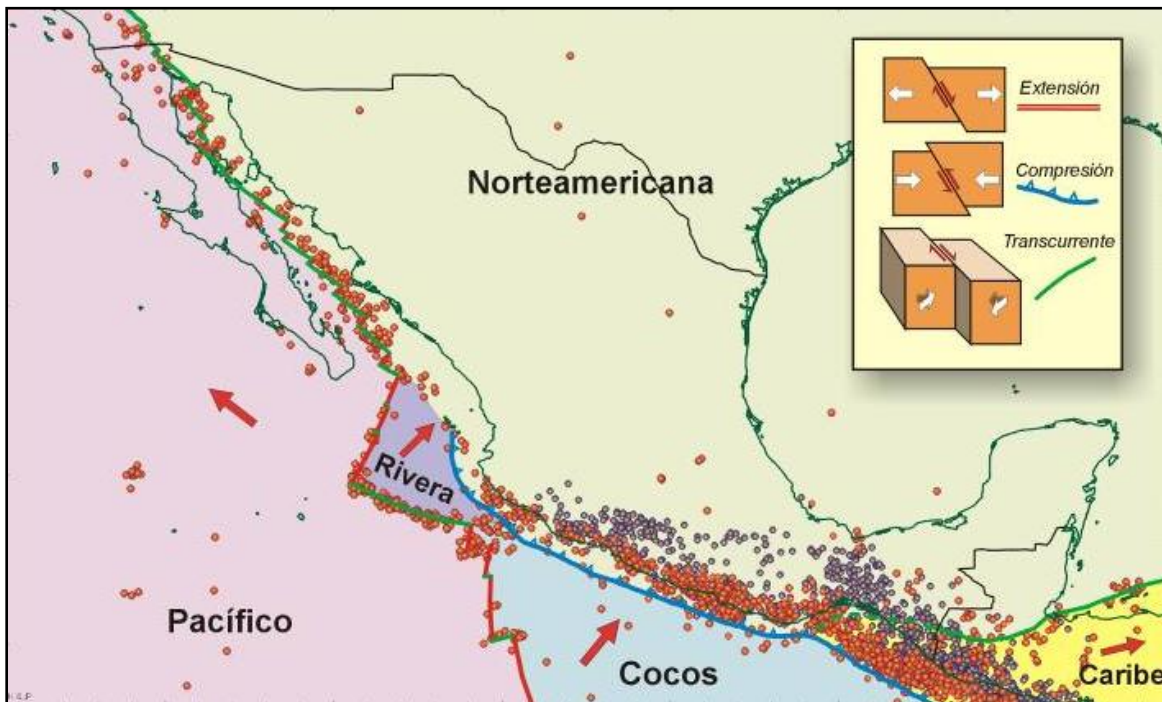 Extensión
Compresión
Transcurrente
Norteamericana
Rivera
Pacífico
Cocos
Caribe